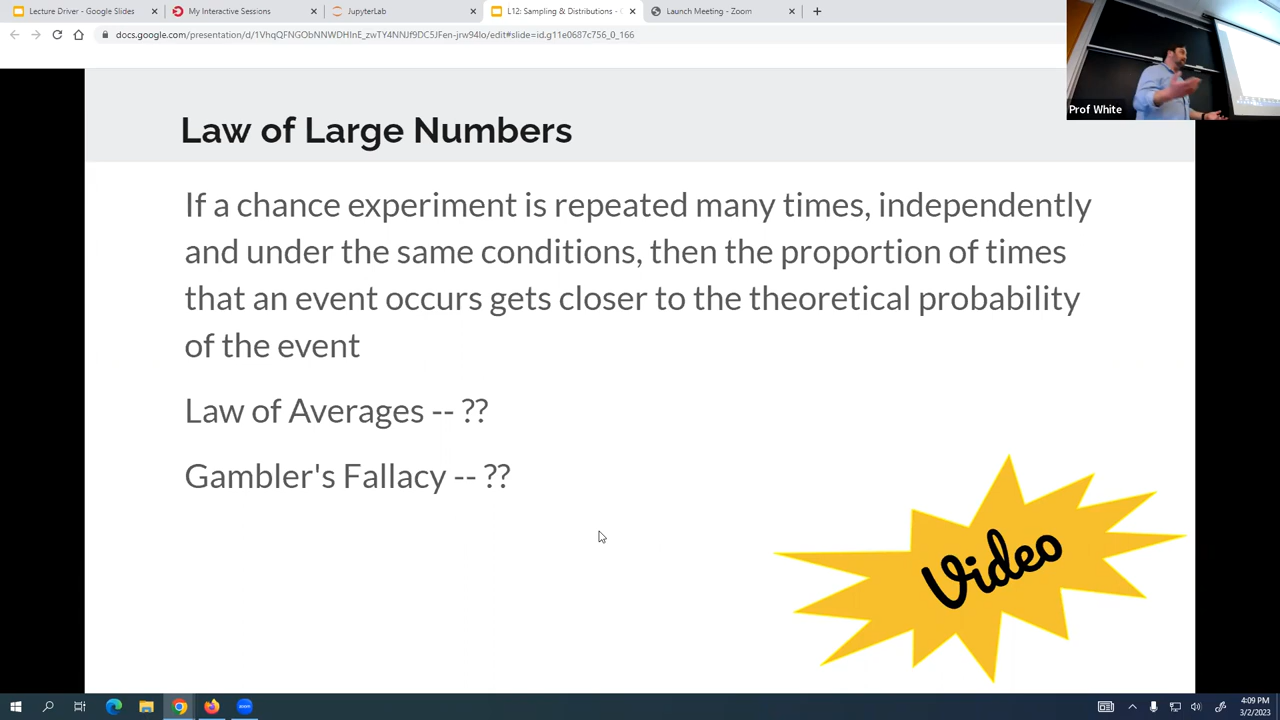 Lecture Driver - Google Slides
My Interactive Sessions
JupyterLab
L12: Sampling & Distributions -
Launch Meeting - Zoom
docs.google.com/presentation/d/1VhqQFNGObNNWDHInE_zwTY4NNJf9DC5JFen-jrw94lo/edit#slide=id.g11e0687c756_0_166
Prof White
Law of Large Numbers
If a chance experiment is repeated many times, independently
and under the same conditions, then the proportion of times
that an event occurs gets closer to the theoretical probability
of the event
Law of Averages -- ??
Gambler's Fallacy -- ??
Video
zoom
4:09 PM
3/2/2023